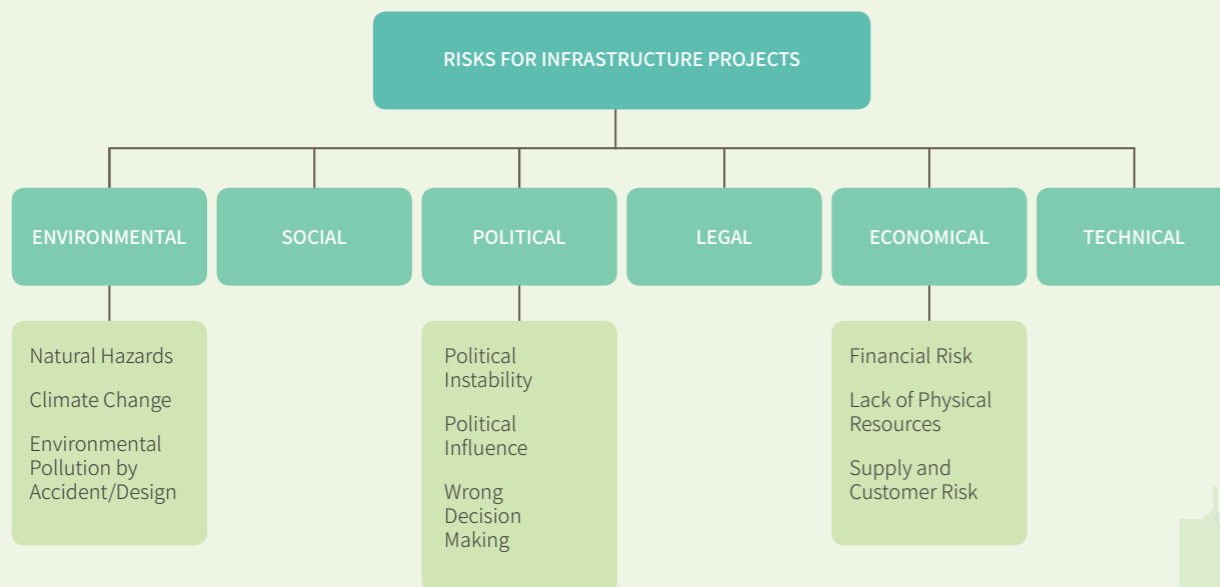 RISKS FOR INFRASTRUCTURE PROJECTS
ENVIRONMENTAL
SOCIAL
POLITICAL
LEGAL
ECONOMICAL
TECHNICAL
Natural Hazards
Climate Change
Environmental
Pollution by
Accident/Design
Political
Instability
Political
Influence
Wrong
Decision
Making
Financial Risk
Lack of Physical
Resources
Supply and
Customer Risk